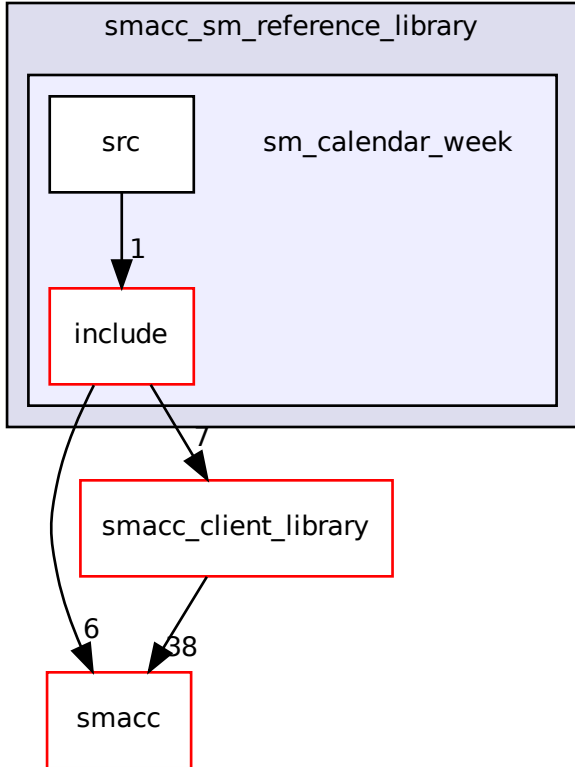 smacc_sm_reference_library
src
sm_calendar_week
1
include
7
smacc_client_library
6
38
smacc